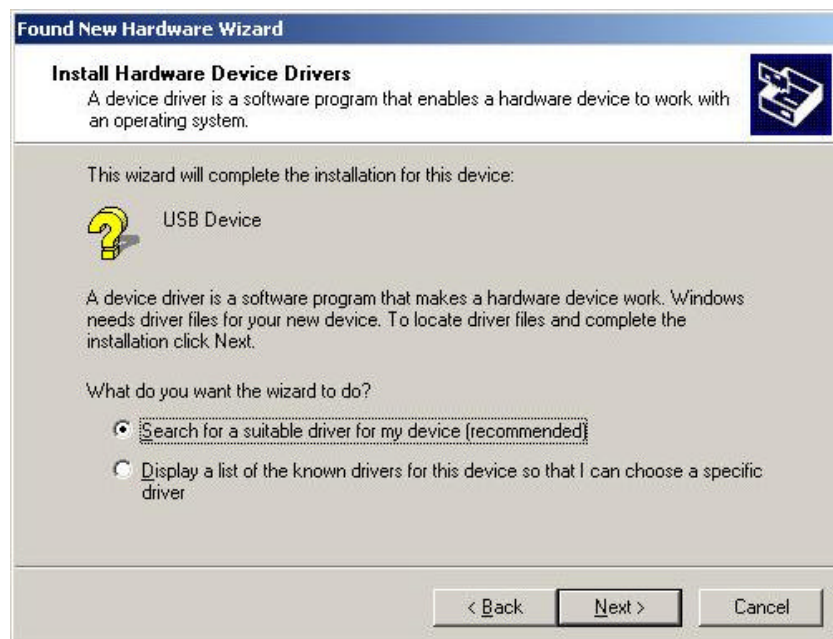 Found New Hardware Wizard
Install Hardware Device Drivers
A device driver is a software program that enables a hardware device to work with
an operating system.
This wizard will complete the installation for this device:
USB Device
A device driver is a software program that makes a hardware device work. Windows
needs driver files for your new device. To locate driver files and complete the
installation click Next.
What do you want the wizard to do?
Search for a suitable driver for my device (recommended)
Display a list of the known drivers for this device so that I can choose a specific
driver
< Back
Next >
Cancel